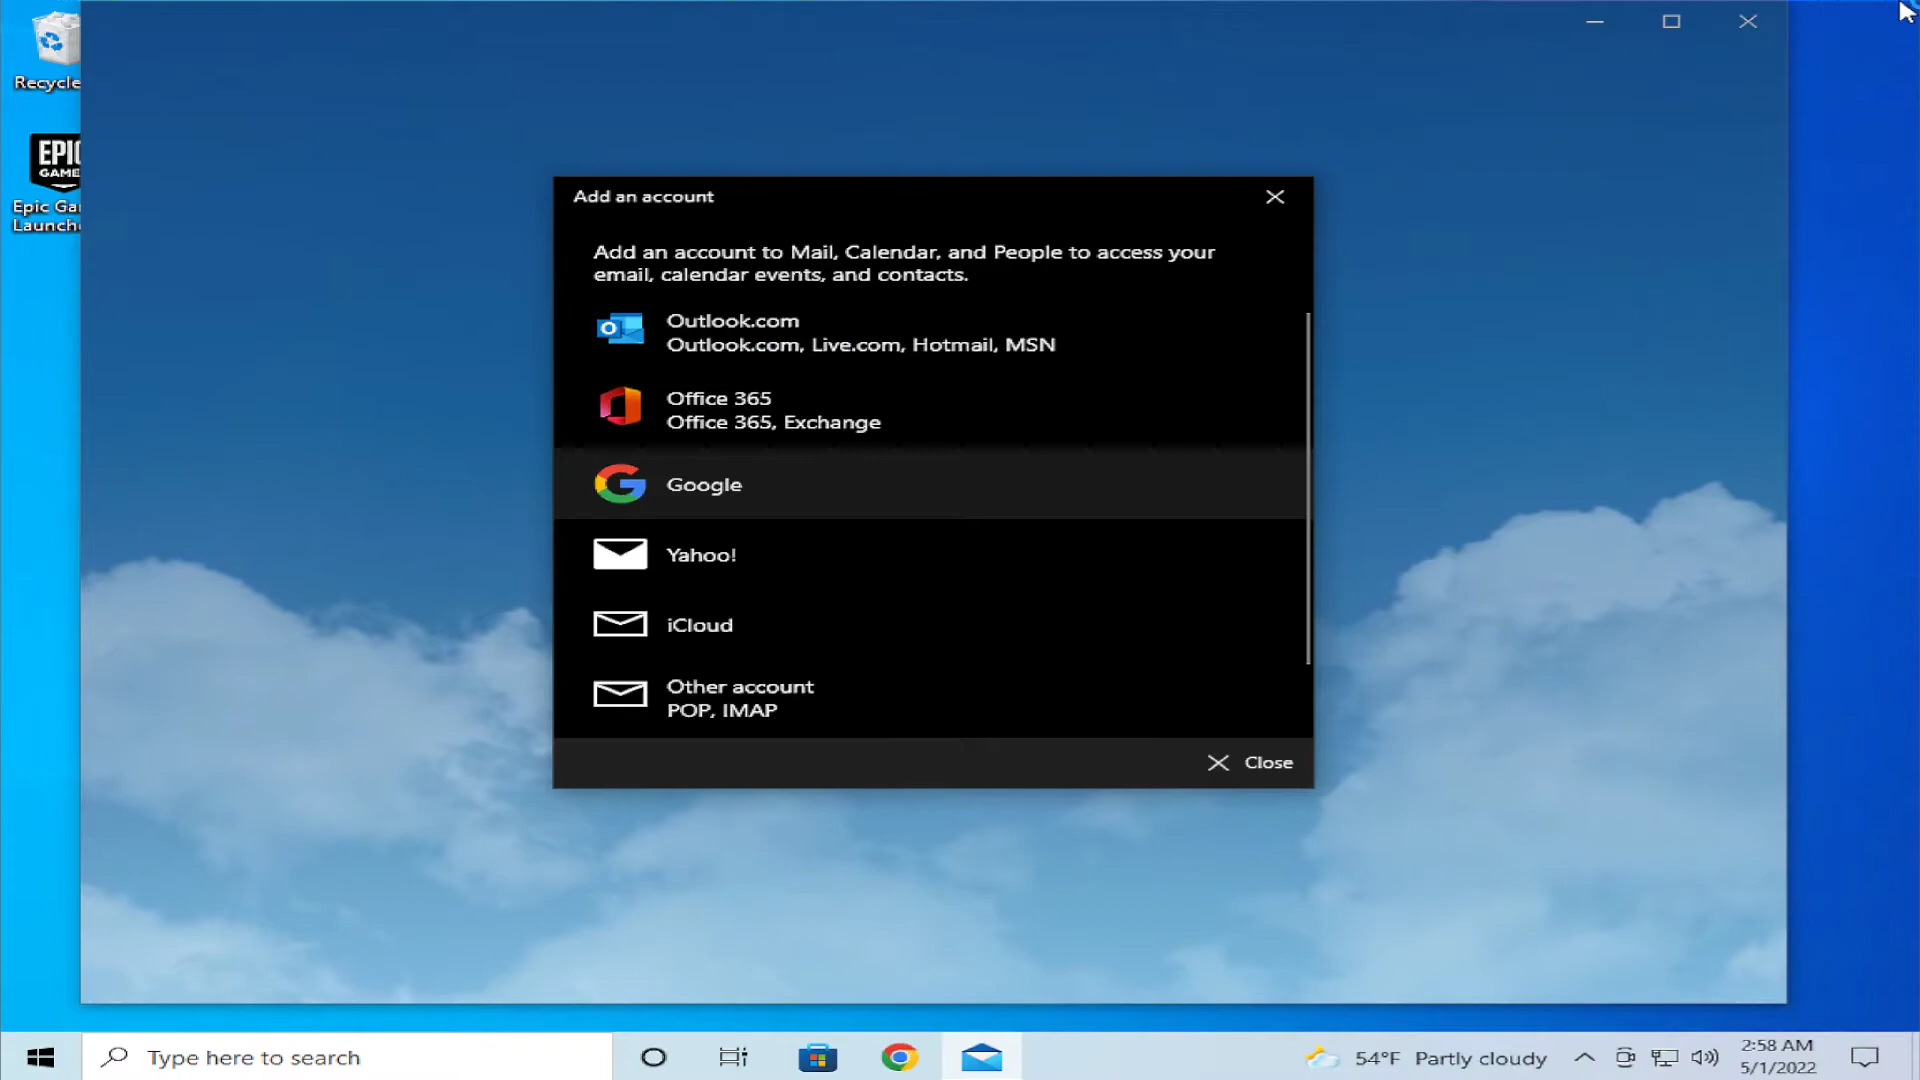 Recycle
EPIC
GAME
Epic Ga
Launch
Add an account
Add an account to Mail, Calendar, and People to access your
email, calendar events, and contacts.
Outlook.com
Outlook.com, Live.com, Hotmail, MSN
Office 365
Office 365, Exchange
Google
Yahoo!
iCloud
Other account
POP, IMAP
Close
Type here to search
54°F Partly cloudy
2:58 AM
5/1/2022